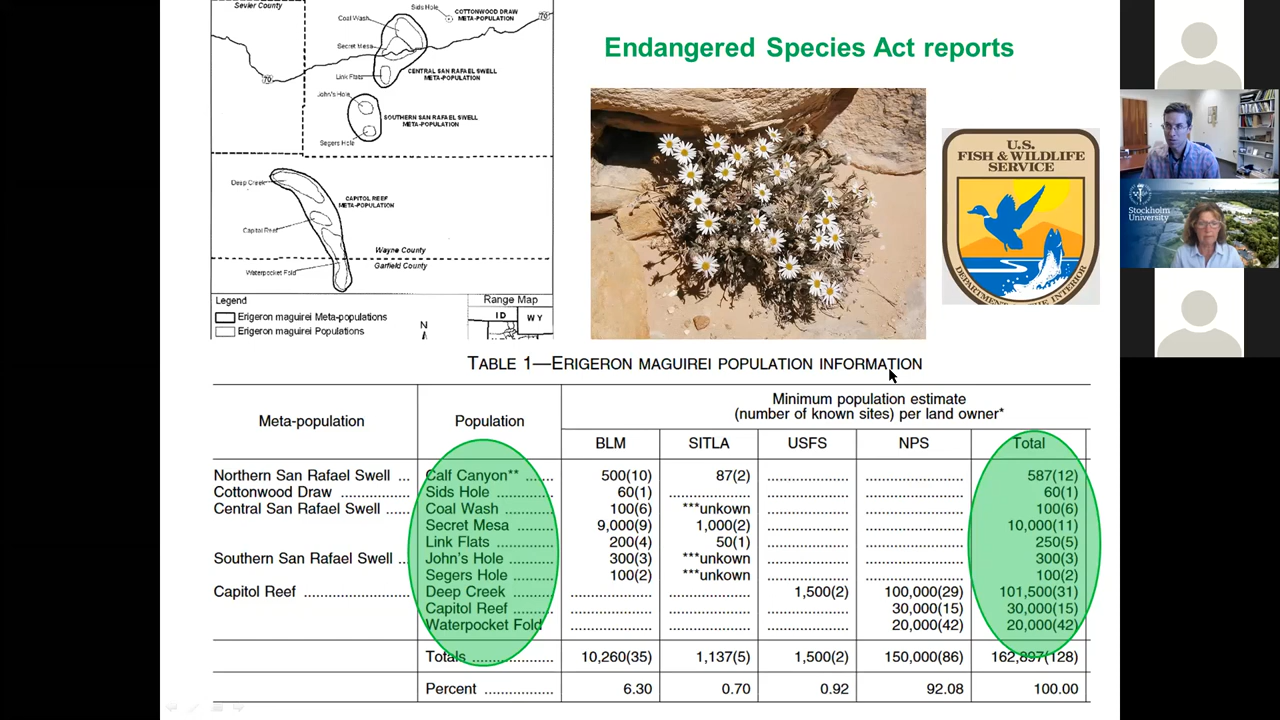 Sevier County
Sids Hole
COTTONWOOD DRAW
META-POPULATION
Coal Wash
70
Secret Mesa
Link Flats
CENTRAL SAN RAFAEL SWELL
META-POPULATION
70
John's Hole
SOUTHERN SAN RAFAEL SWELL
META-POPULATION
Segers Hole
Deep Creek
CAPITOL REEF
META-POPULATION
Capitol Reef
Wayne County
Garfield County
Waterpocket Fold
Legend
Erigeron maguirei Meta-populations
Erigeron maguirei Populations
N
Range Map
ID WY
Endangered Species Act reports
U.S.
FISH & WILDLIFE
SERVICE
DEPARTMENT OF THE INTERIOR
Stockholm
University
TABLE 1—ERIGERON MAGUIREI POPULATION INFORMATION
Meta-population Population Minimum population estimate
(number of known sites) per land owner*
BLM SITLA USFS NPS Total
Northern San Rafael Swell ... Calf Canyon** ...... 500(10) 87(2) .................... .................... 587(12)
Cottonwood Draw ................ Sids Hole ............. 60(1) .................... .................... .................... 60(1)
Central San Rafael Swell ..... Coal Wash ........... 100(6) ***unkown .................... .................... 100(6)
Secret Mesa ......... 9,000(9) 1,000(2) .................... .................... 10,000(11)
Link Flats ............. 200(4) 50(1) .................... .................... 250(5)
Southern San Rafael Swell ... John's Hole .......... 300(3) ***unkown .................... .................... 300(3)
Segers Hole ......... 100(2) ***unkown .................... .................... 100(2)
Capitol Reef ........................ Deep Creek .......... .................... .................... 1,500(2) 100,000(29) 101,500(31)
Capitol Reef ......... .................... .................... .................... 30,000(15) 30,000(15)
Waterpocket Fold .................... .................... .................... 20,000(42) 20,000(42)
Totals ................... 10,260(35) 1,137(5) 1,500(2) 150,000(86) 162,897(128)
Percent ................ 6.30 0.70 0.92 92.08 100.00